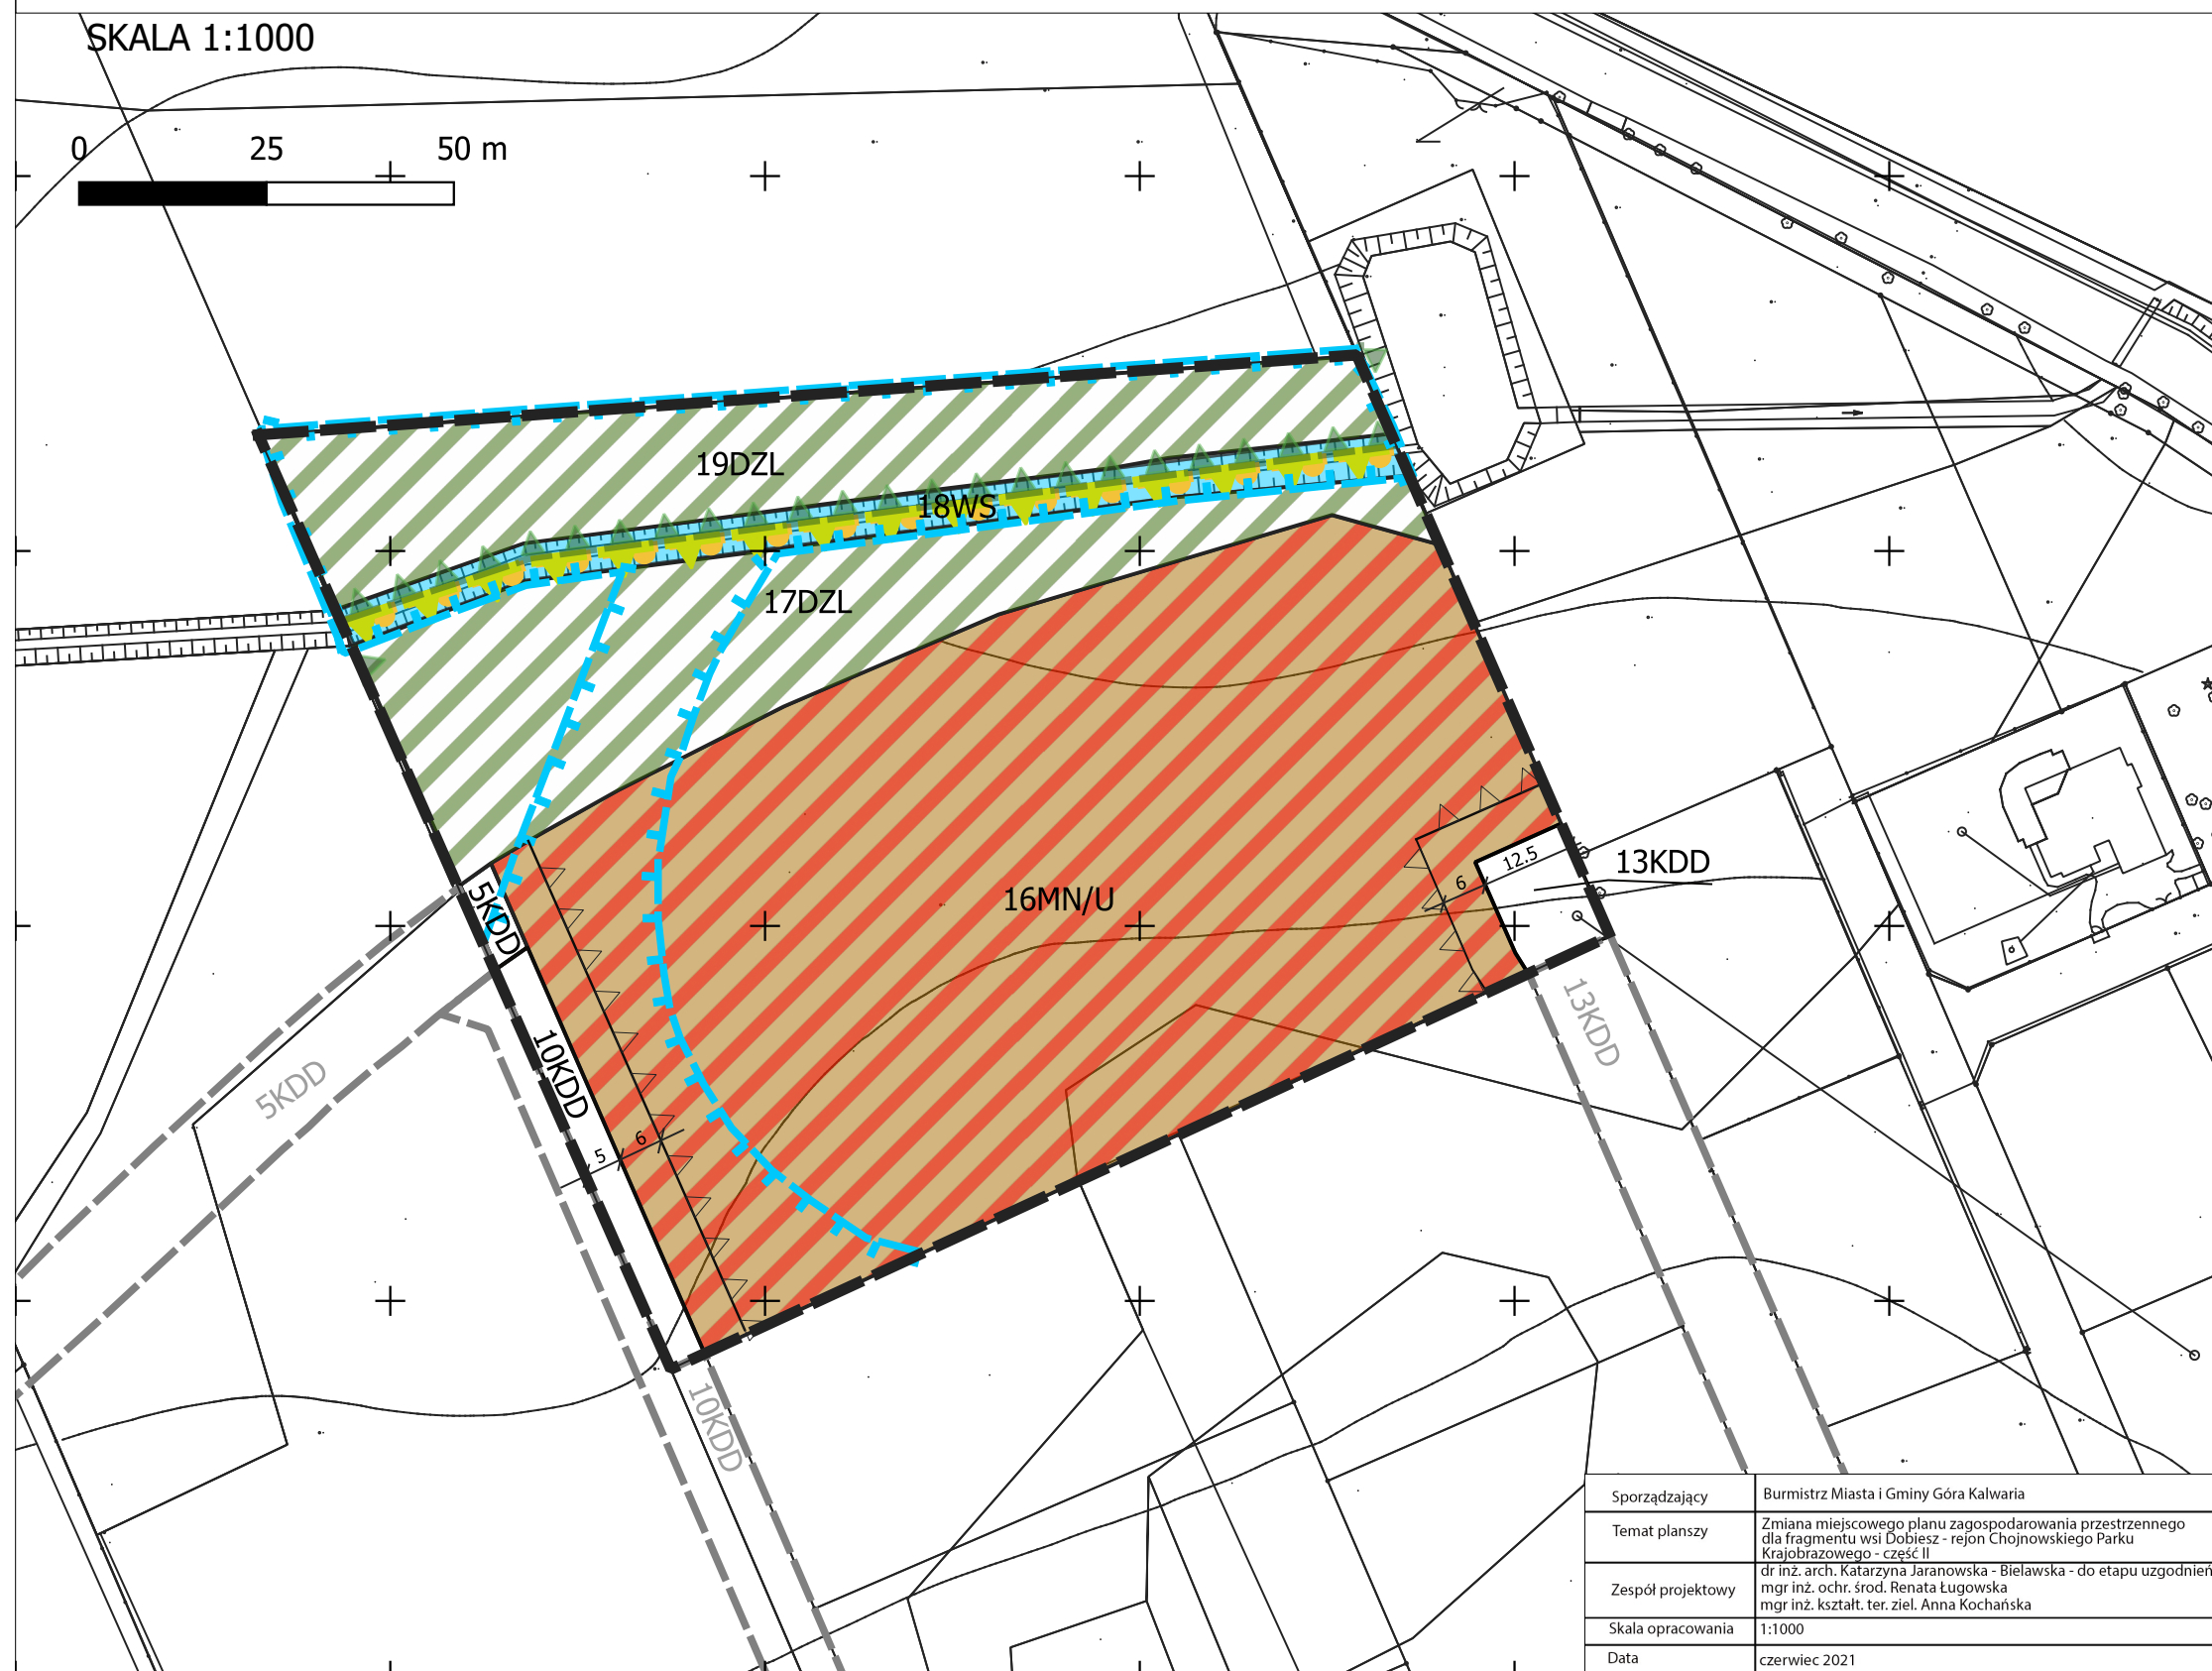 SKALA 1:1000
0 25 50 m
19DZL
18WS
17DZL
16MN/U
12.5
6
13KDD
5KDD
10KDD
13KDD
5KDD
5
6
10KDD
Sporządzający Burmistrz Miasta i Gminy Góra Kalwaria
Temat planszy Zmiana miejscowego planu zagospodarowania przestrzennego
dla fragmentu wsi Dobiesz - rejon Chojnowskiego Parku
Krajobrazowego - część II
Zespół projektowy dr inż. arch. Katarzyna Jaranowska - Bielawska - do etapu uzgodnień
mgr inż. ochr. środ. Renata Ługowska
mgr inż. kształt. ter. ziel. Anna Kochańska
Skala opracowania 1:1000
Data czerwiec 2021